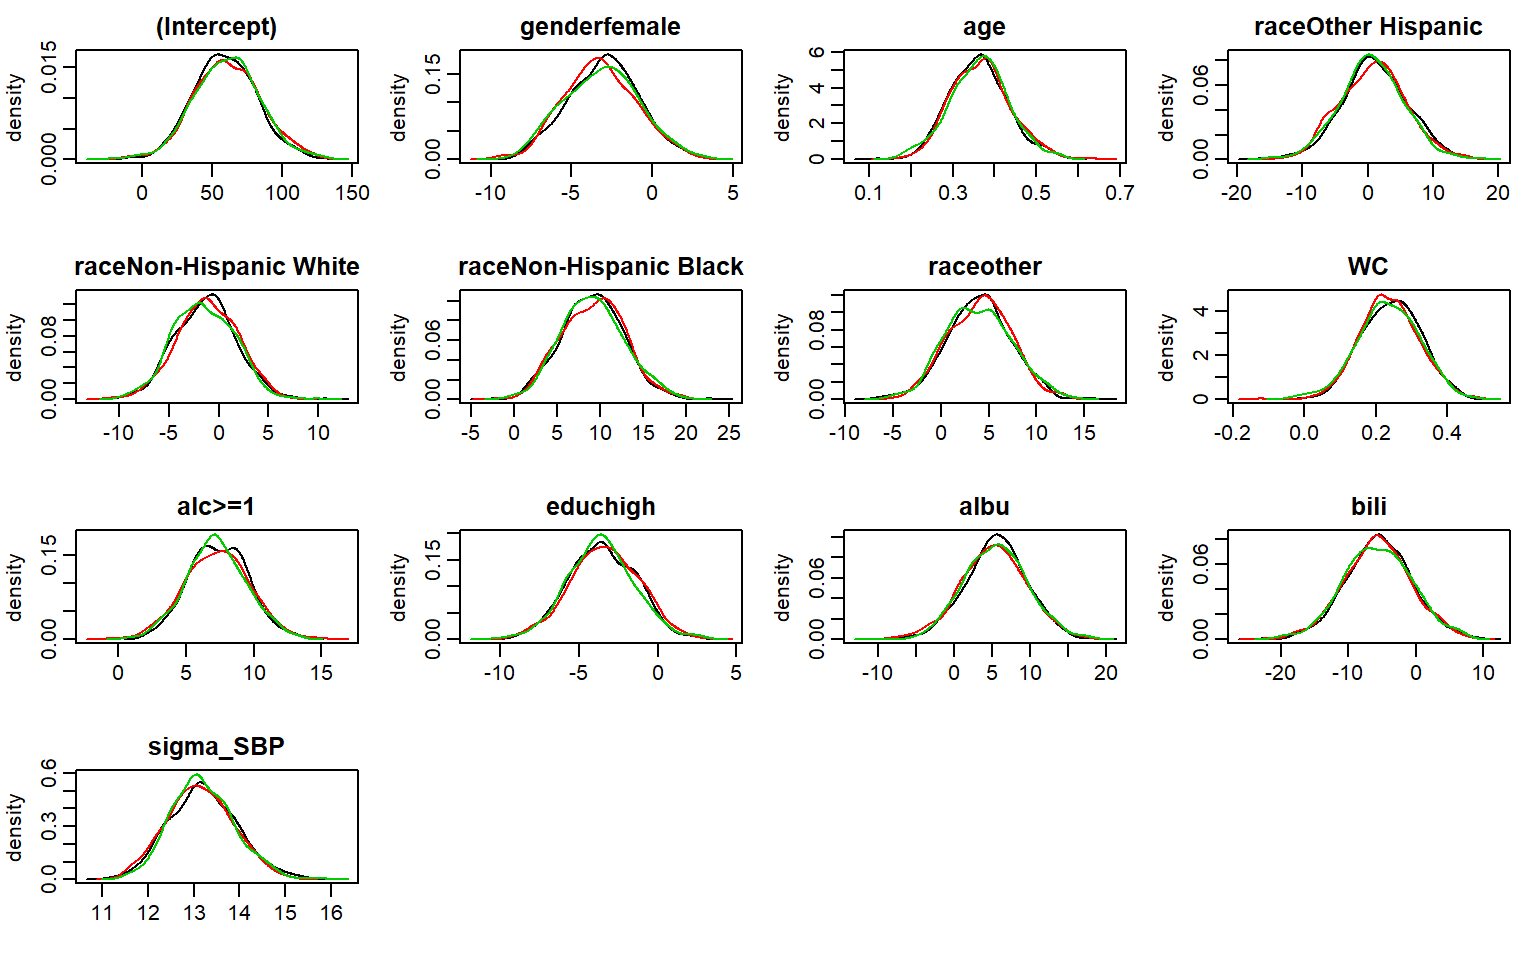 (Intercept) genderfemale age raceOther Hispanic
density 0.000 0.015 density 0.00 0.15 density 0 2 4 6 density 0.00 0.06
0 50 100 150 -10 -5 0 5 0.1 0.3 0.5 0.7 -20 -10 0 10 20
raceNon-Hispanic White raceNon-Hispanic Black raceother WC
density 0.00 0.08 density 0.00 0.06 density 0.00 0.08 density 0 2 4
-10 -5 0 5 10 -5 0 5 10 15 20 25 -10 0 5 10 15 -0.2 0.0 0.2 0.4
alc>=1 educhigh albu bili
density 0.00 0.15 density 0.00 0.15 density 0.00 0.06 density 0.00 0.06
0 5 10 15 -10 -5 0 5 -10 0 5 10 20 -20 -10 0 10
sigma_SBP
density 0.0 0.3 0.6
11 12 13 14 15 16